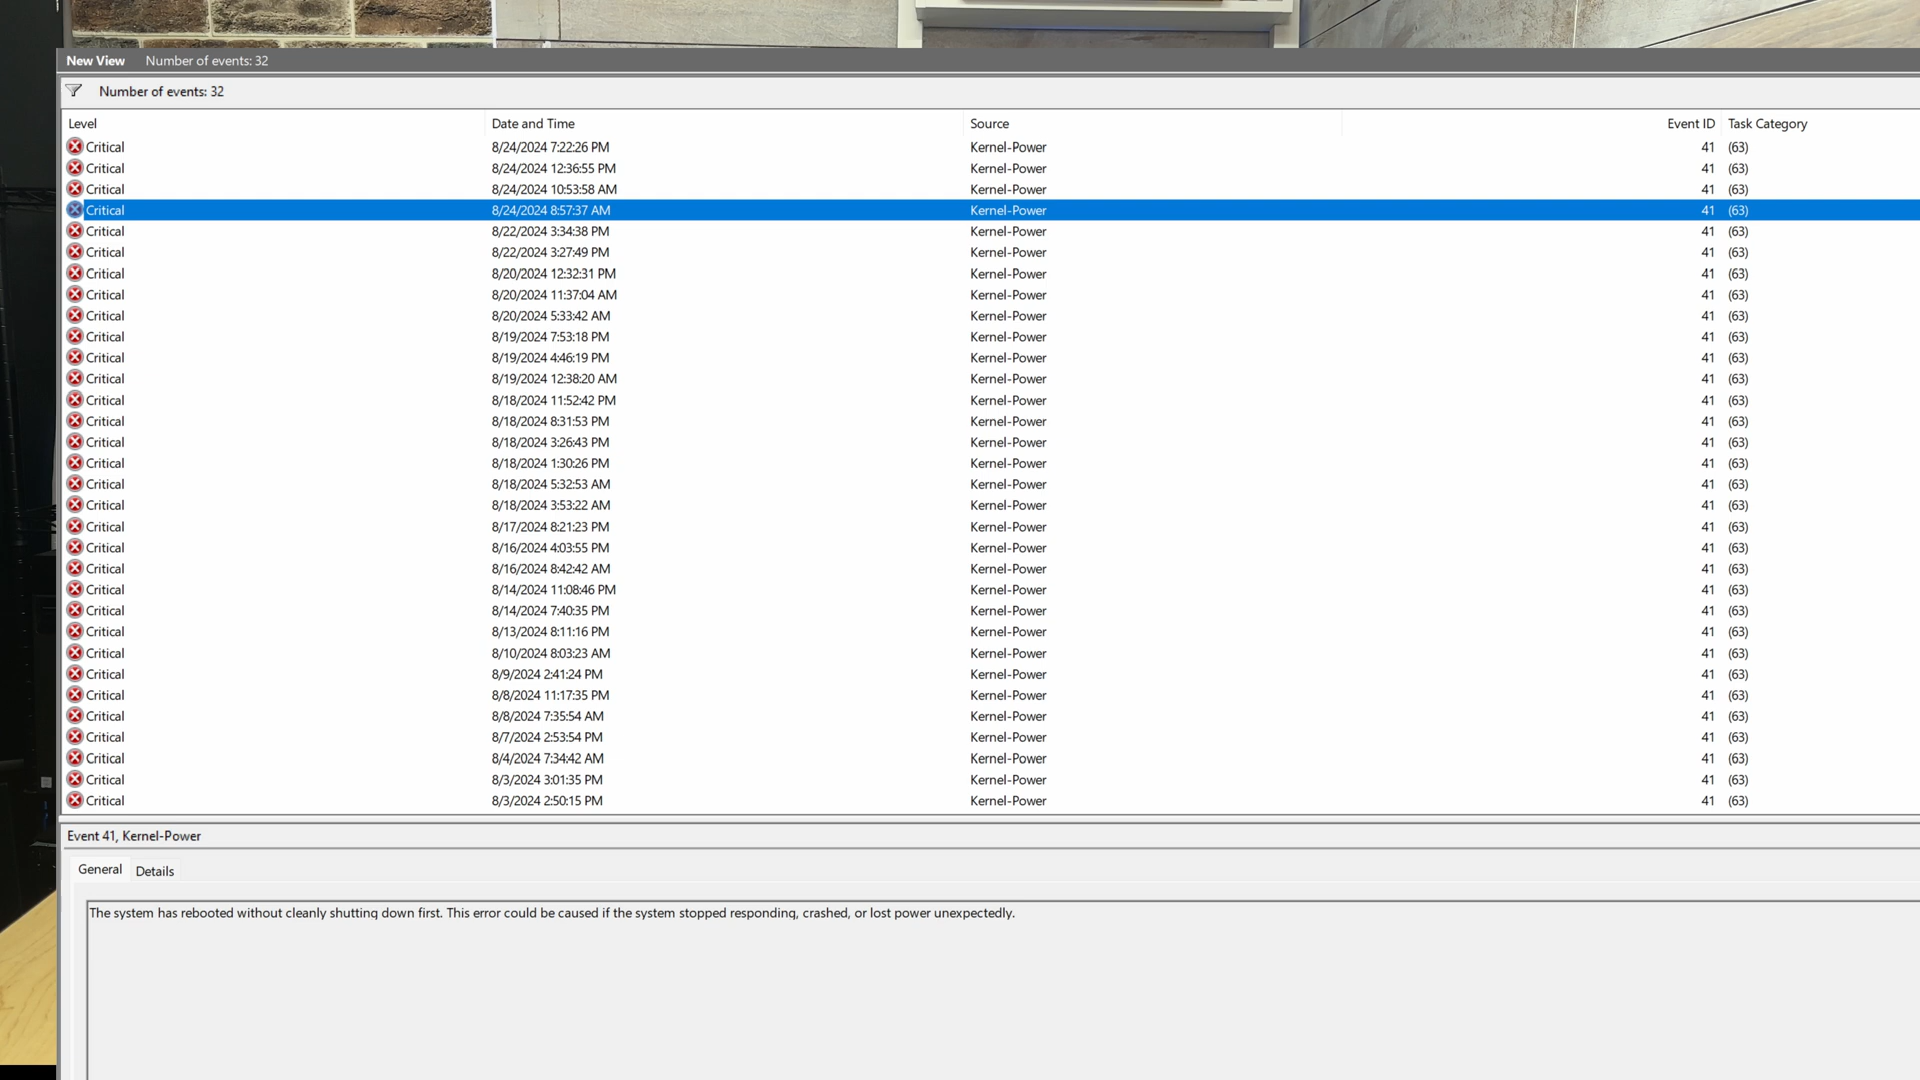 New View Number of events: 32
Number of events: 32
Level Date and Time Source Event ID Task Category
Critical 8/24/2024 7:22:26 PM Kernel-Power 41 (63)
Critical 8/24/2024 12:36:55 PM Kernel-Power 41 (63)
Critical 8/24/2024 10:53:58 AM Kernel-Power 41 (63)
Critical 8/24/2024 8:57:37 AM Kernel-Power 41 (63)
Critical 8/22/2024 3:34:38 PM Kernel-Power 41 (63)
Critical 8/22/2024 3:27:49 PM Kernel-Power 41 (63)
Critical 8/20/2024 12:32:31 PM Kernel-Power 41 (63)
Critical 8/20/2024 11:37:04 AM Kernel-Power 41 (63)
Critical 8/20/2024 5:33:42 AM Kernel-Power 41 (63)
Critical 8/19/2024 7:53:18 PM Kernel-Power 41 (63)
Critical 8/19/2024 4:46:19 PM Kernel-Power 41 (63)
Critical 8/19/2024 12:38:20 AM Kernel-Power 41 (63)
Critical 8/18/2024 11:52:42 PM Kernel-Power 41 (63)
Critical 8/18/2024 8:31:53 PM Kernel-Power 41 (63)
Critical 8/18/2024 3:26:43 PM Kernel-Power 41 (63)
Critical 8/18/2024 1:30:26 PM Kernel-Power 41 (63)
Critical 8/18/2024 5:32:53 AM Kernel-Power 41 (63)
Critical 8/18/2024 3:53:22 AM Kernel-Power 41 (63)
Critical 8/17/2024 8:21:23 PM Kernel-Power 41 (63)
Critical 8/16/2024 4:03:55 PM Kernel-Power 41 (63)
Critical 8/16/2024 8:42:42 AM Kernel-Power 41 (63)
Critical 8/14/2024 11:08:46 PM Kernel-Power 41 (63)
Critical 8/14/2024 7:40:35 PM Kernel-Power 41 (63)
Critical 8/13/2024 8:11:16 PM Kernel-Power 41 (63)
Critical 8/10/2024 8:03:23 AM Kernel-Power 41 (63)
Critical 8/9/2024 2:41:24 PM Kernel-Power 41 (63)
Critical 8/8/2024 11:17:35 PM Kernel-Power 41 (63)
Critical 8/8/2024 7:35:54 AM Kernel-Power 41 (63)
Critical 8/7/2024 2:53:54 PM Kernel-Power 41 (63)
Critical 8/4/2024 7:34:42 AM Kernel-Power 41 (63)
Critical 8/3/2024 3:01:35 PM Kernel-Power 41 (63)
Critical 8/3/2024 2:50:15 PM Kernel-Power 41 (63)
Event 41, Kernel-Power
General Details
The system has rebooted without cleanly shutting down first. This error could be caused if the system stopped responding, crashed, or lost power unexpectedly.